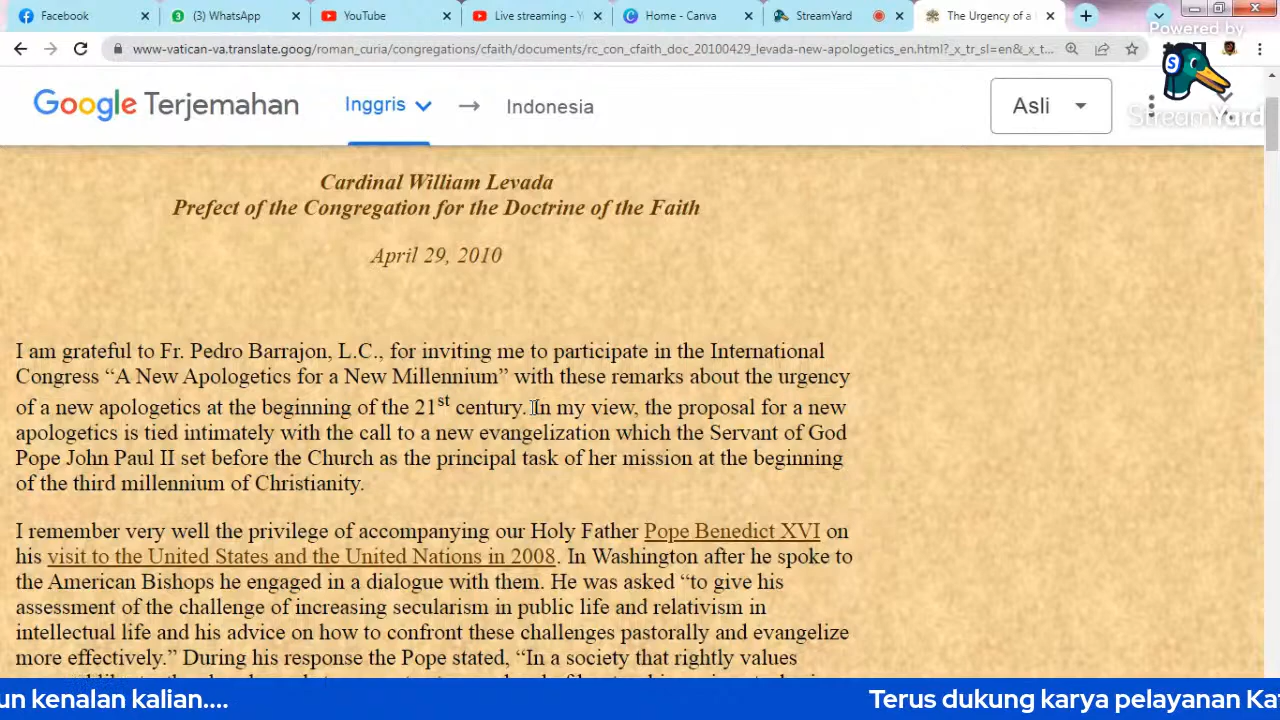 Facebook
(3) WhatsApp
YouTube
Live streaming - Y
Home - Canva
StreamYard
The Urgency of a
Powered by
www-vatican-va.translate.goog/roman_curia/congregations/cfaith/documents/rc_con_cfaith_doc_20100429_levada-new-apologetics_en.html?_x_tr_sl=en&_x_t...
S
StreamYard
Google Terjemahan
Inggris
Indonesia
Asli
Cardinal William Levada
Prefect of the Congregation for the Doctrine of the Faith
April 29, 2010
I am grateful to Fr. Pedro Barrajon, L.C., for inviting me to participate in the International
Congress “A New Apologetics for a New Millennium” with these remarks about the urgency
of a new apologetics at the beginning of the 21st century. In my view, the proposal for a new
apologetics is tied intimately with the call to a new evangelization which the Servant of God
Pope John Paul II set before the Church as the principal task of her mission at the beginning
of the third millennium of Christianity.
I remember very well the privilege of accompanying our Holy Father Pope Benedict XVI on
his visit to the United States and the United Nations in 2008. In Washington after he spoke to
the American Bishops he engaged in a dialogue with them. He was asked “to give his
assessment of the challenge of increasing secularism in public life and relativism in
intellectual life and his advice on how to confront these challenges pastorally and evangelize
more effectively.” During his response the Pope stated, “In a society that rightly values
un kenalan kalian....
Terus dukung karya pelayanan Kat